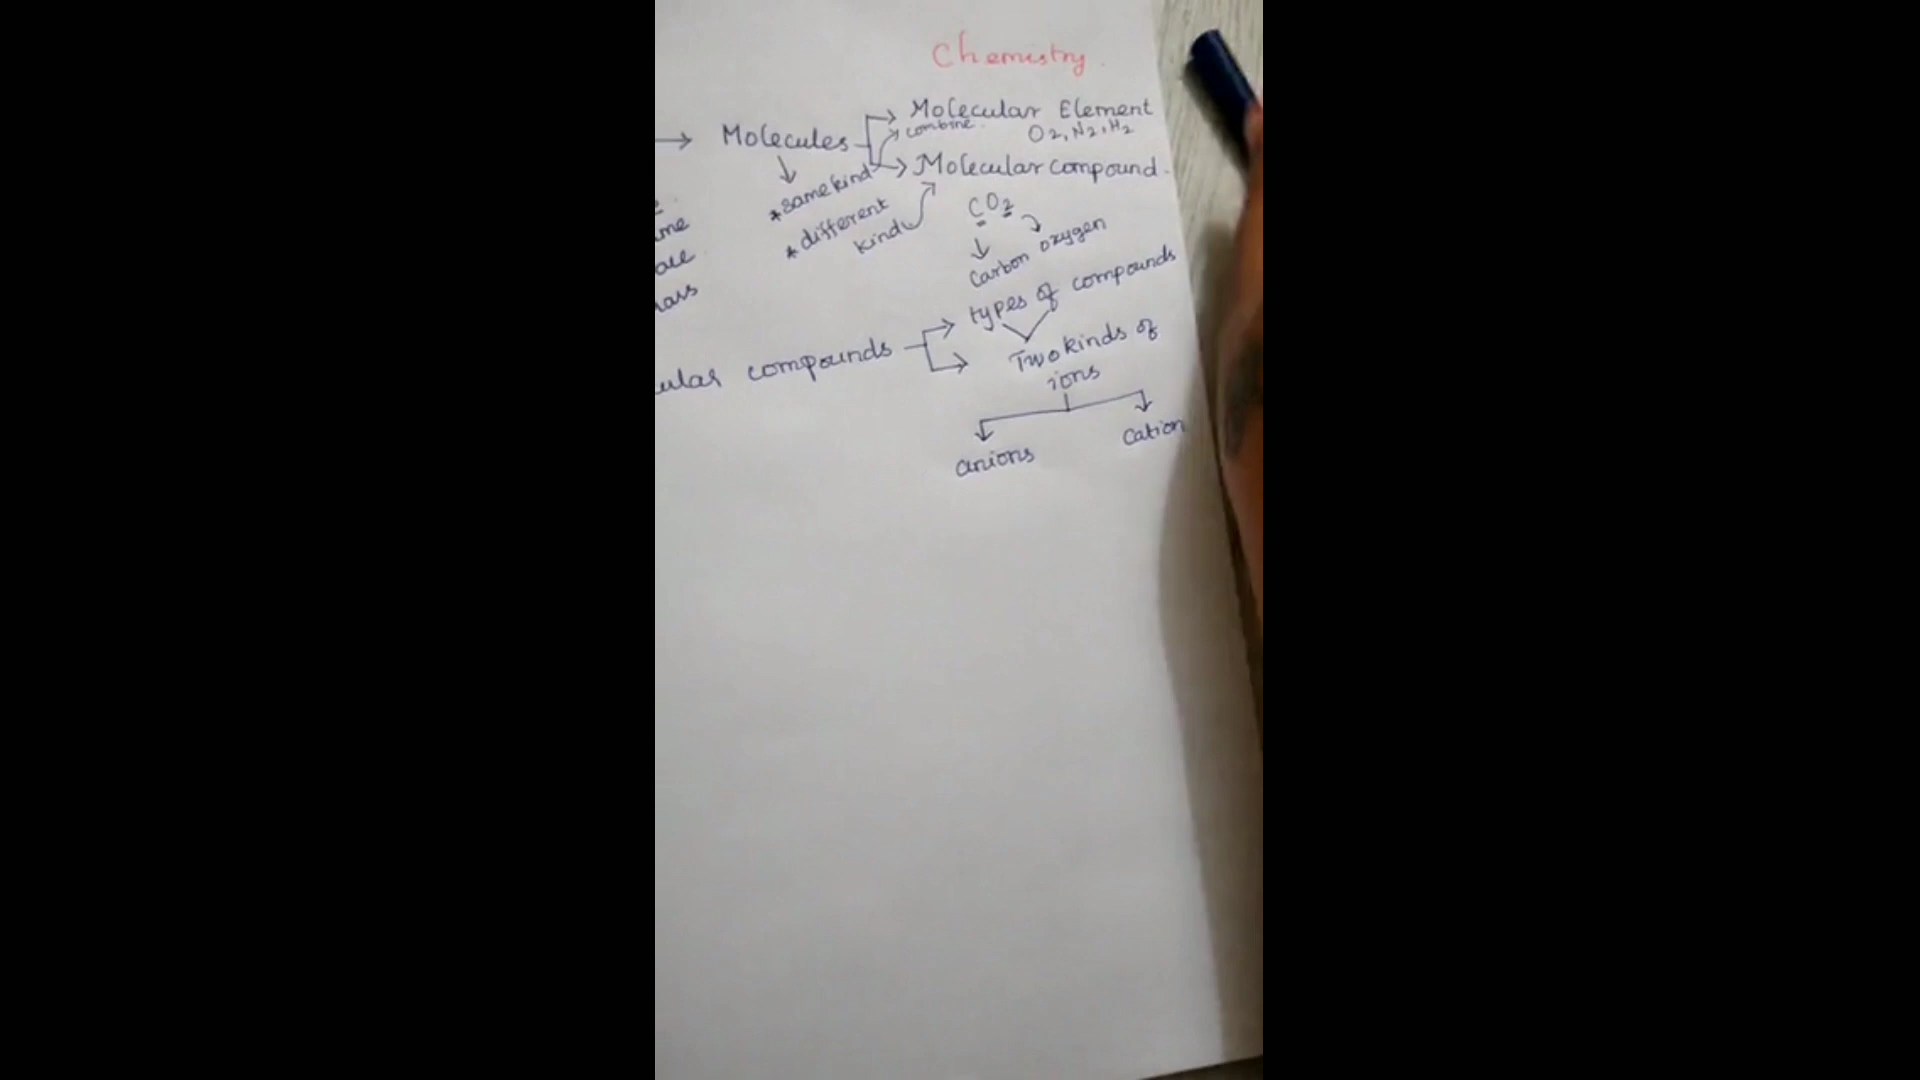 Chemistry.
→ Molecules
Molecular Element
combine.
O2, N2, H2
Molecular compound.
*same kind
*different
kind
CO2
Carbon
oxygen
types of compounds
compounds
Two kinds of
ions
anions
Cation